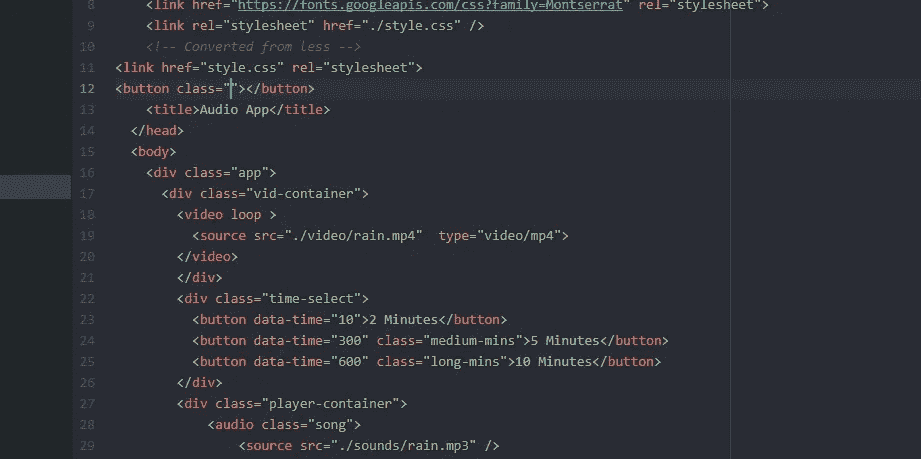 8 <link href="https://fonts.googleapis.com/css?family=Montserrat" rel="stylesheet">
9 <link rel="stylesheet" href="./style.css" />
10 <!-- Converted from less -->
11 <link href="style.css" rel="stylesheet">
12 <button class=""></button>
13 <title>Audio App</title>
14 </head>
15 <body>
16 <div class="app">
17 <div class="vid-container">
18 <video loop >
19 <source src="./video/rain.mp4"  type="video/mp4">
20 </video>
21 </div>
22 <div class="time-select">
23 <button data-time="10">2 Minutes</button>
24 <button data-time="300" class="medium-mins">5 Minutes</button>
25 <button data-time="600" class="long-mins">10 Minutes</button>
26 </div>
27 <div class="player-container">
28 <audio class="song">
29 <source src="./sounds/rain.mp3" />